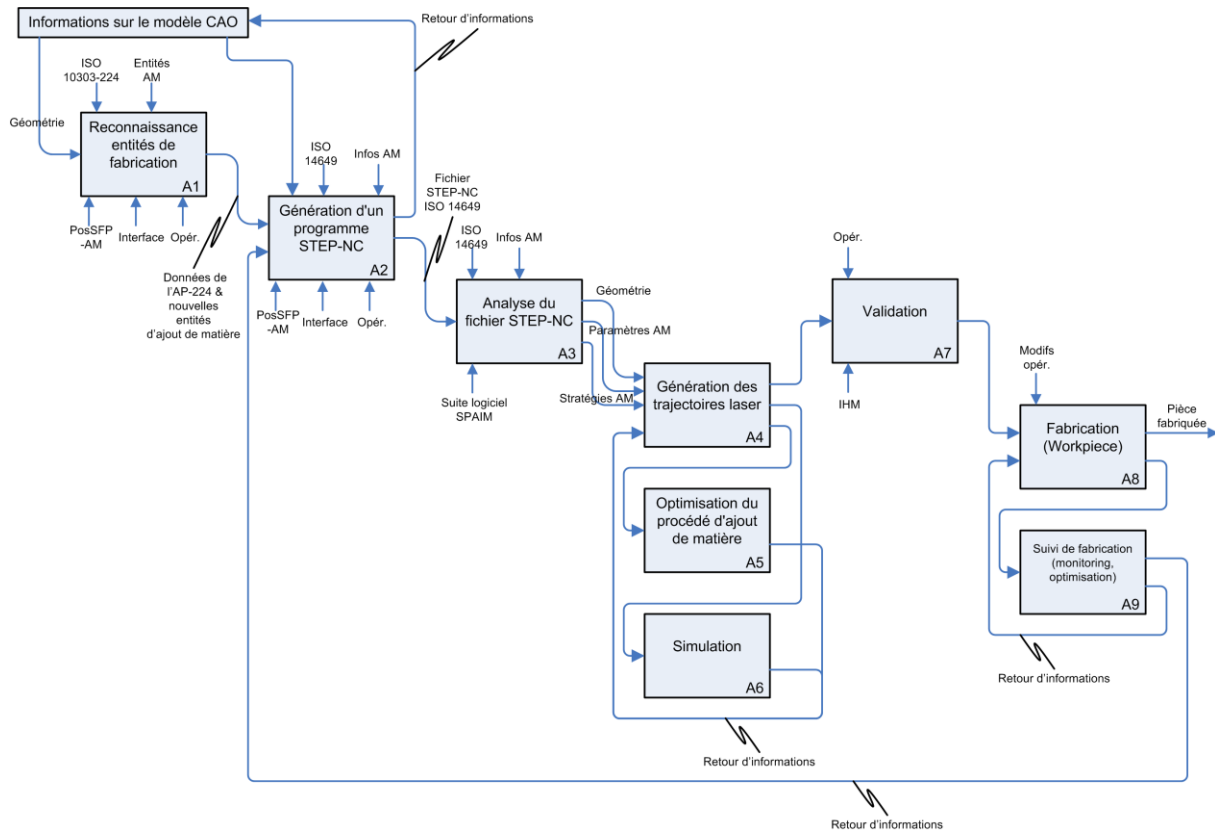 Informations sur le modèle CAO
Retour d'informations
ISO
10303-224
Entités
AM
Géométrie
Reconnaissance
entités de
fabrication
A1
PosSFP
-AM
Interface
Opér.
Données de
l'AP-224 &
nouvelles
entités
d'ajout de matière
ISO
14649
Infos AM
Génération d'un
programme
STEP-NC
A2
PosSFP
-AM
Interface
Opér.
Fichier
STEP-NC
ISO 14649
ISO
14649
Infos AM
Analyse du
fichier STEP-NC
A3
Suite logiciel
SPAIM
Géométrie
Paramètres AM
Stratégies AM
Génération des
trajectoires laser
A4
Optimisation du
procédé d'ajout
de matière
A5
Simulation
A6
Retour d'informations
Opér.
Validation
A7
IHM
Modifs
opér.
Fabrication
(Workpiece)
A8
Pièce
fabriquée
Suivi de fabrication
(monitoring,
optimisation)
A9
Retour d'informations
Retour d'informations